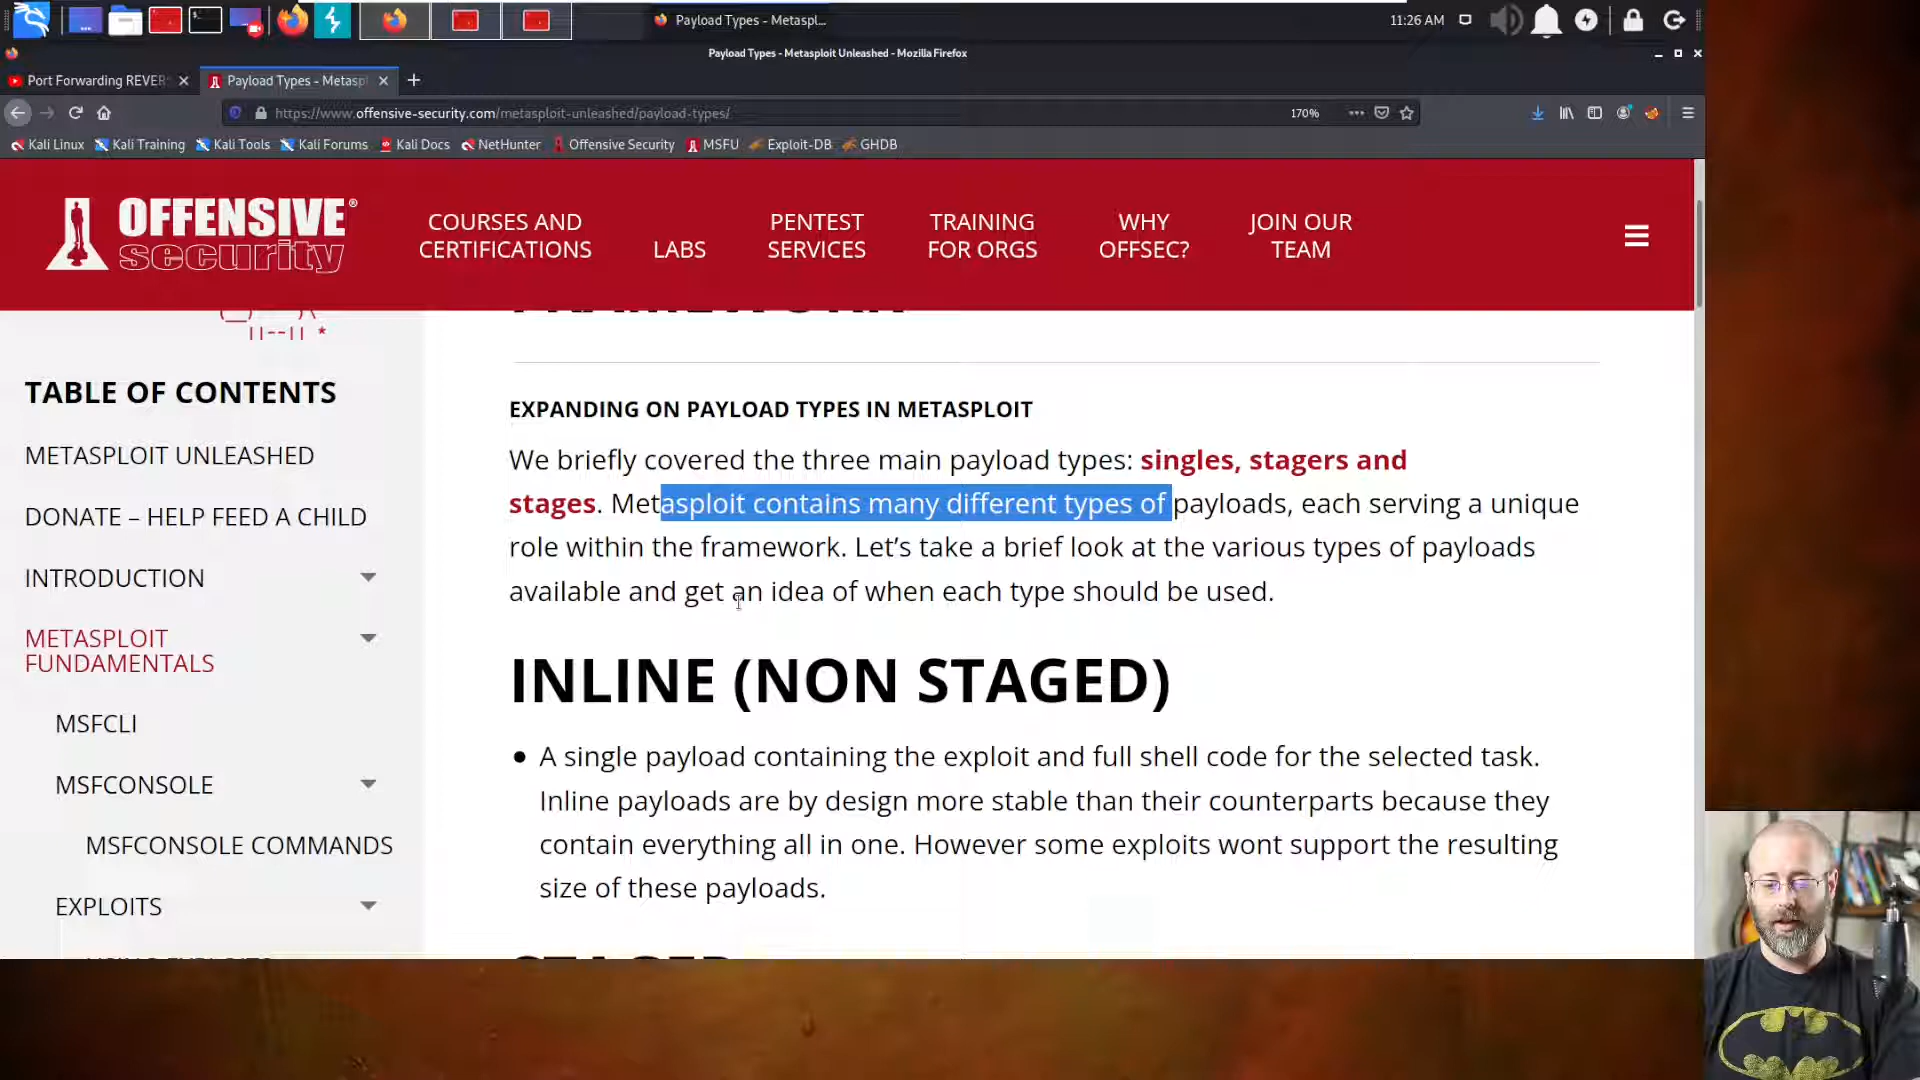 Payload Types - Metaspl...
11:26 AM
Payload Types - Metasploit Unleashed - Mozilla Firefox
Port Forwarding REVER
Payload Types - Metasp
https://www.offensive-security.com/metasploit-unleashed/payload-types/
170%
Kali Linux
Kali Training
Kali Tools
Kali Forums
Kali Docs
NetHunter
Offensive Security
MSFU
Exploit-DB
GHDB
OFFENSIVE®
security
COURSES AND
CERTIFICATIONS
LABS
PENTEST
SERVICES
TRAINING
FOR ORGS
WHY
OFFSEC?
JOIN OUR
TEAM
TABLE OF CONTENTS
METASPLOIT UNLEASHED
DONATE – HELP FEED A CHILD
INTRODUCTION
METASPLOIT
FUNDAMENTALS
MSFCLI
MSFCONSOLE
MSFCONSOLE COMMANDS
EXPLOITS
EXPANDING ON PAYLOAD TYPES IN METASPLOIT
We briefly covered the three main payload types: singles, stagers and
stages. Metasploit contains many different types of payloads, each serving a unique
role within the framework. Let’s take a brief look at the various types of payloads
available and get an idea of when each type should be used.
INLINE (NON STAGED)
A single payload containing the exploit and full shell code for the selected task.
Inline payloads are by design more stable than their counterparts because they
contain everything all in one. However some exploits wont support the resulting
size of these payloads.